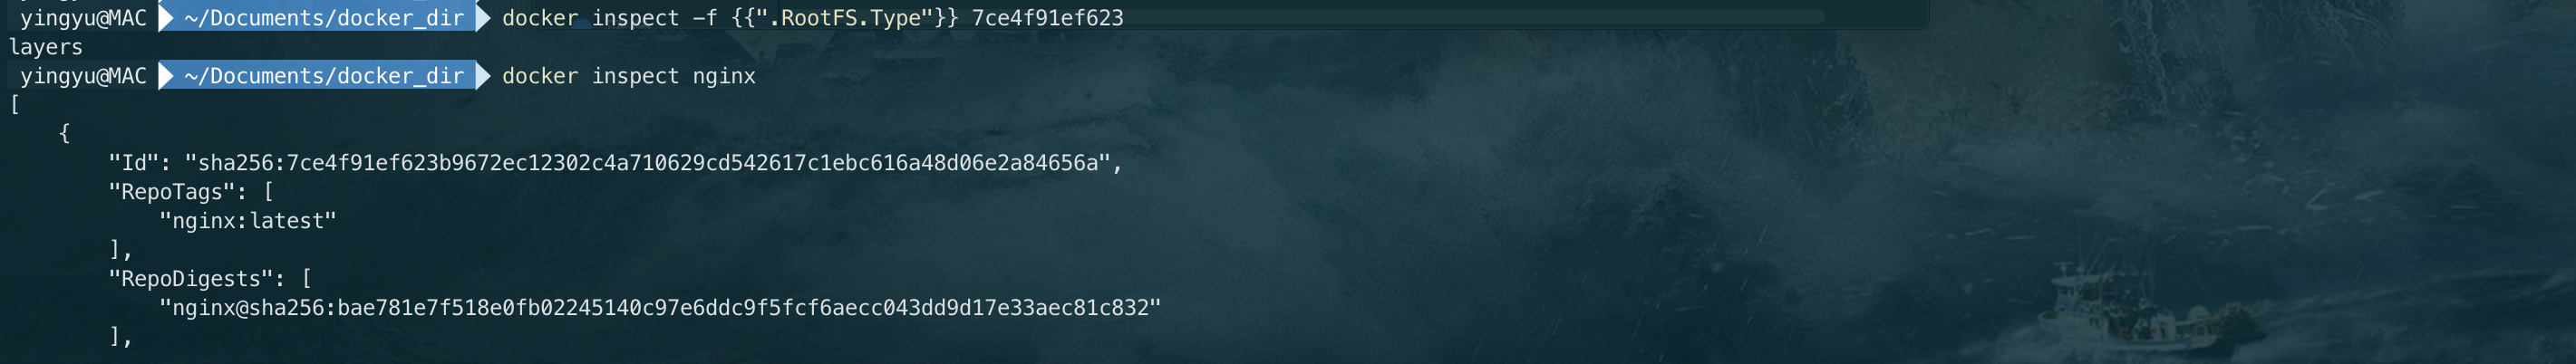 yingyu@MAC ~/Documents/docker_dir docker inspect -f {{".RootFS.Type"}} 7ce4f91ef623
layers
yingyu@MAC ~/Documents/docker_dir docker inspect nginx
[
    {
        "Id": "sha256:7ce4f91ef623b9672ec12302c4a710629cd542617c1ebc616a48d06e2a84656a",
        "RepoTags": [
            "nginx:latest"
        ],
        "RepoDigests": [
            "nginx@sha256:bae781e7f518e0fb02245140c97e6ddc9f5fcf6aecc043dd9d17e33aec81c832"
        ],